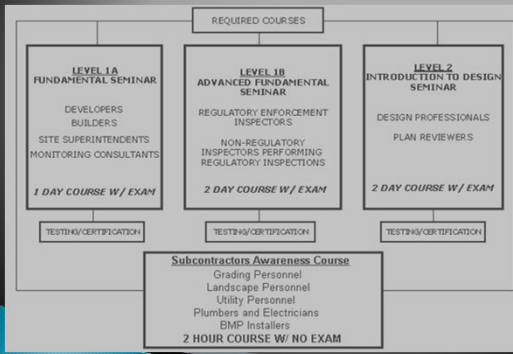 REQUIRED COURSES
LEVEL 1A
FUNDAMENTAL SEMINAR
DEVELOPERS
BUILDERS
SITE SUPERINTENDENTS
MONITORING CONSULTANTS
1 DAY COURSE W/ EXAM
TESTING/CERTIFICATION
LEVEL 1B
ADVANCED FUNDAMENTAL
SEMINAR
REGULATORY ENFORCEMENT
INSPECTORS
NON-REGULATORY
INSPECTORS PERFORMING
REGULATORY INSPECTIONS
2 DAY COURSE W/ EXAM
TESTING/CERTIFICATION
LEVEL 2
INTRODUCTION TO DESIGN
SEMINAR
DESIGN PROFESSIONALS
PLAN REVIEWERS
2 DAY COURSE W/ EXAM
TESTING/CERTIFICATION
Subcontractors Awareness Course
Grading Personnel
Landscape Personnel
Utility Personnel
Plumbers and Electricians
BMP Installers
2 HOUR COURSE W/ NO EXAM